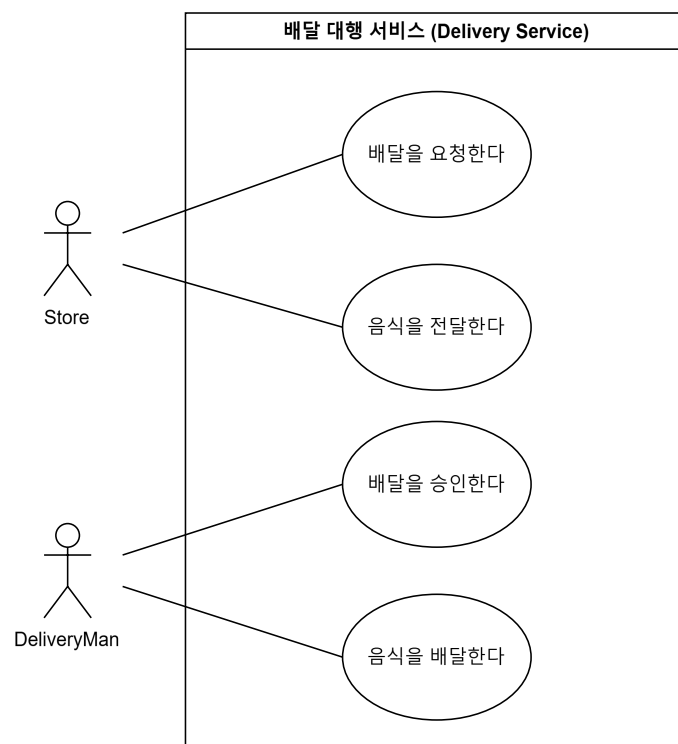 배달 대행 서비스 (Delivery Service)
배달을 요청한다
Store
음식을 전달한다
배달을 승인한다
DeliveryMan
음식을 배달한다